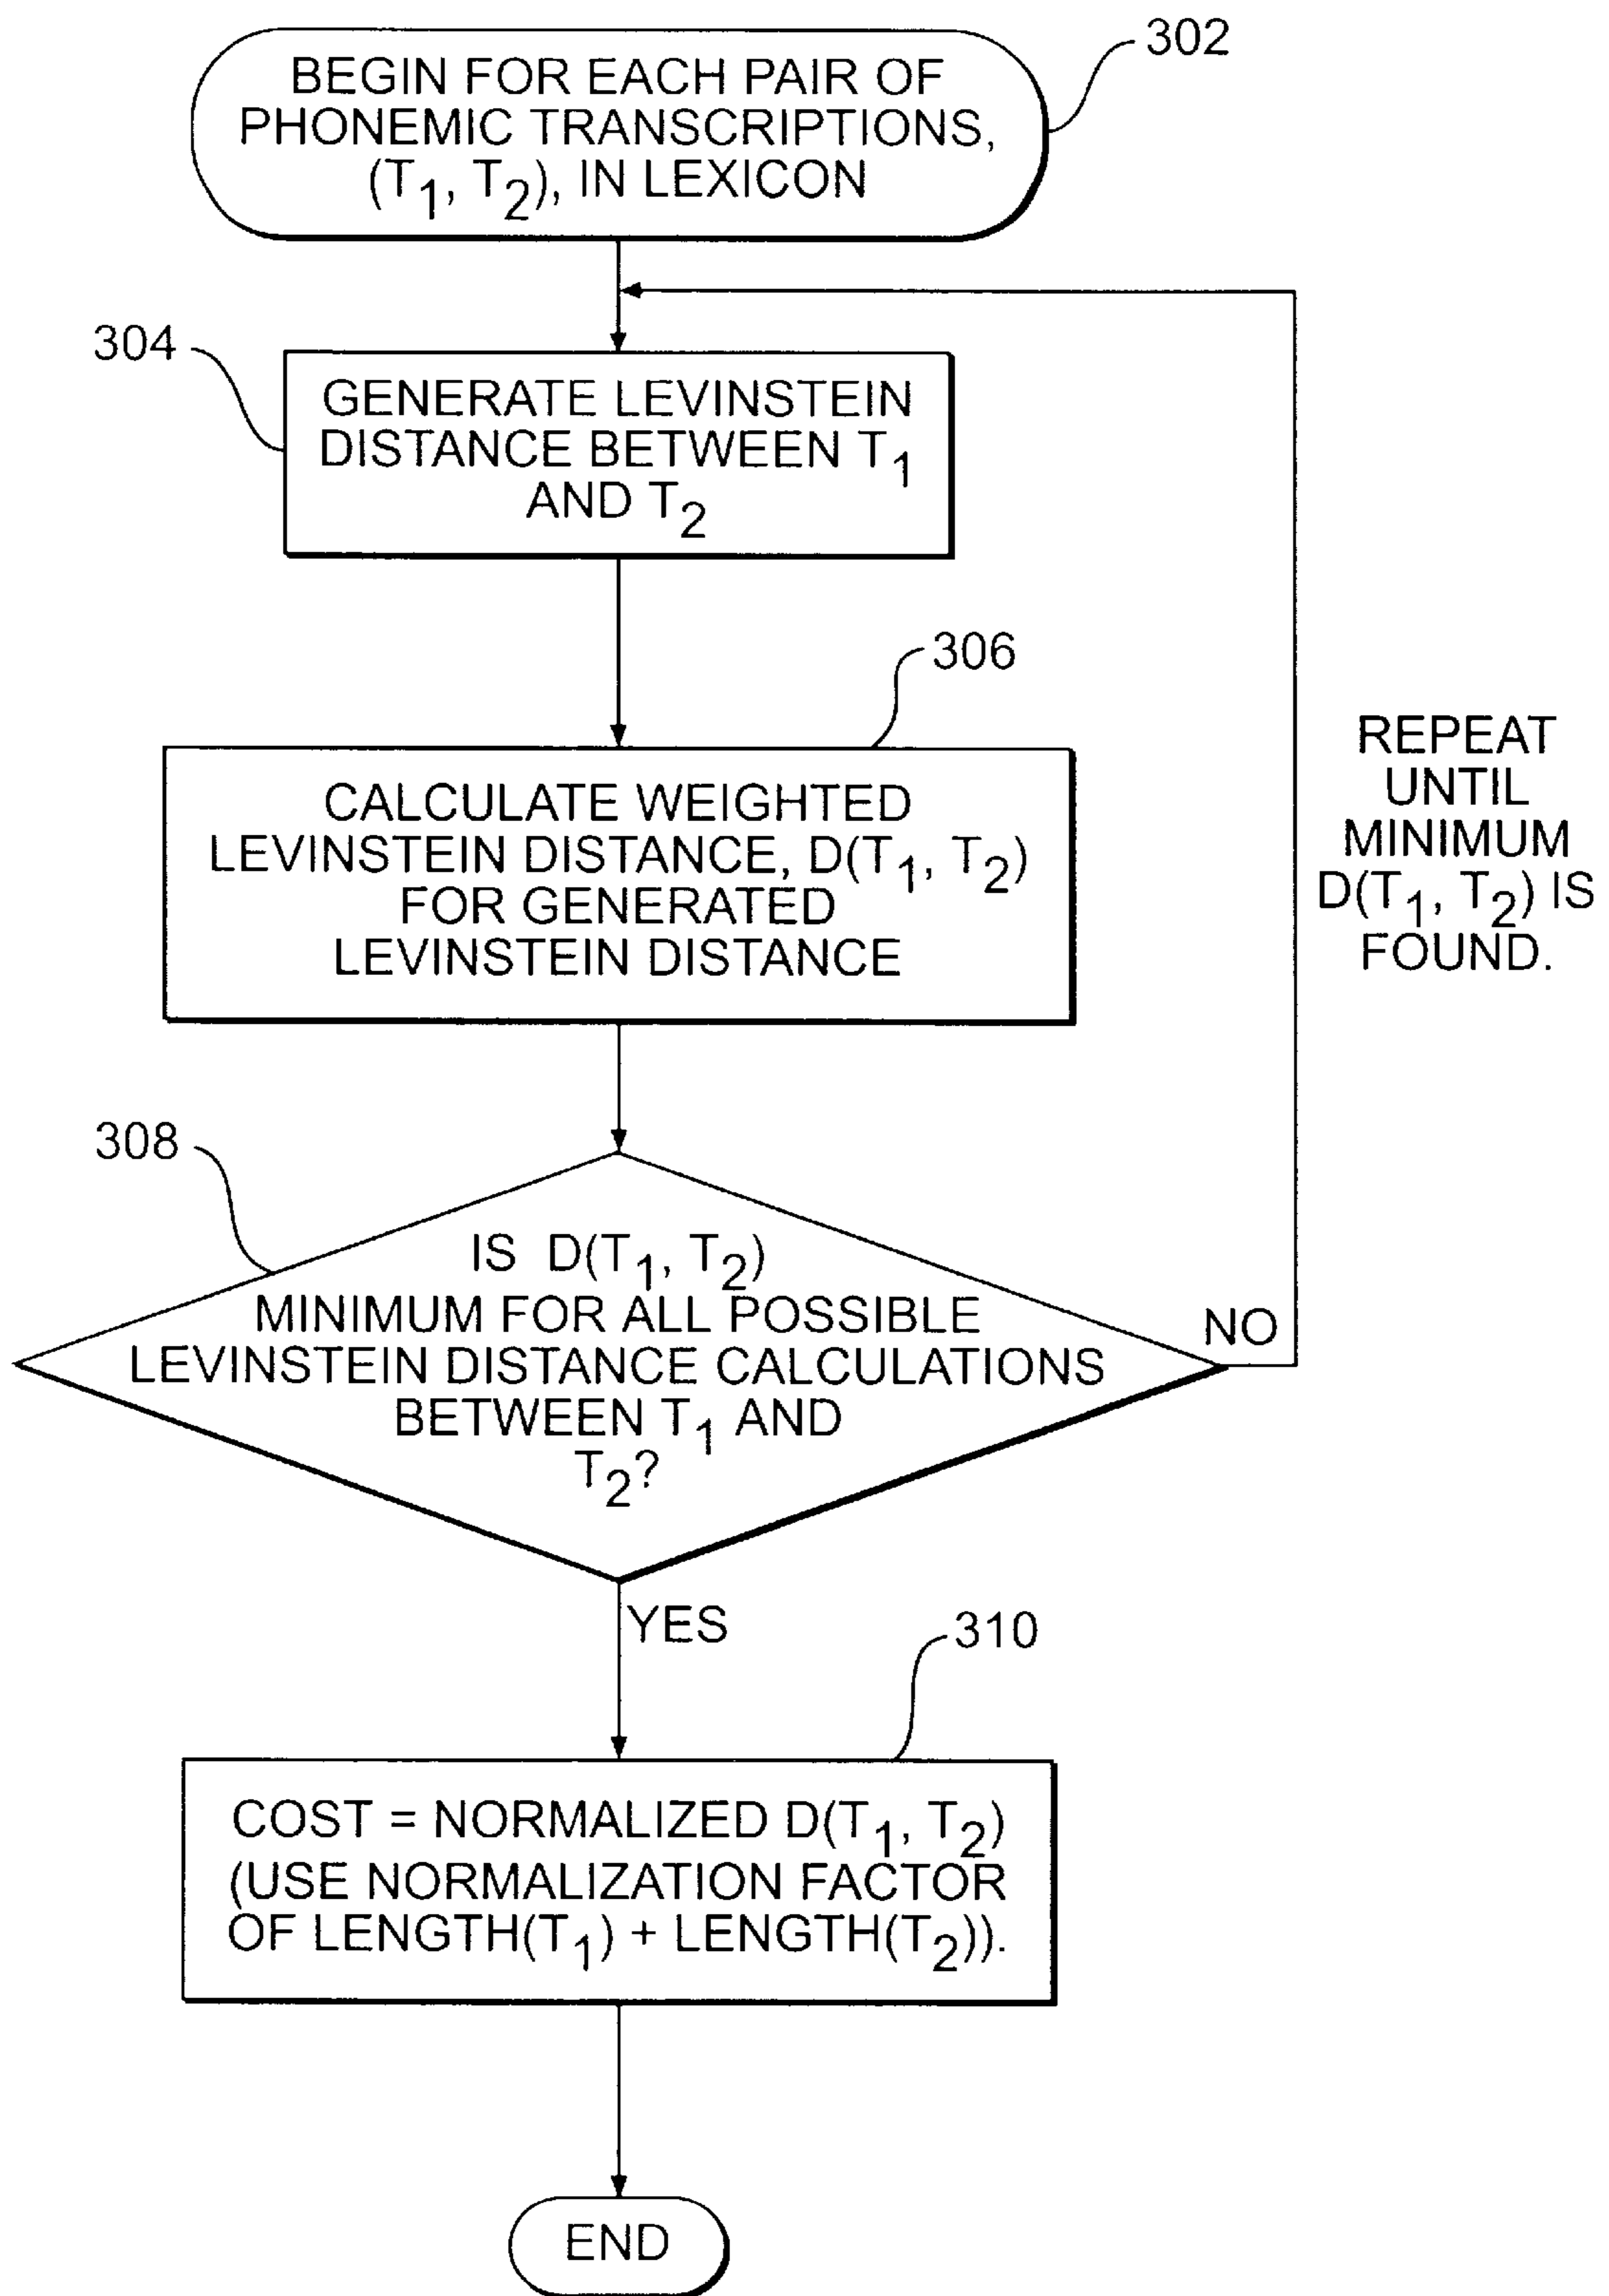 302
BEGIN FOR EACH PAIR OF
PHONEMIC TRANSCRIPTIONS,
(T1, T2), IN LEXICON
304
GENERATE LEVINSTEIN
DISTANCE BETWEEN T1
AND T2
306
CALCULATE WEIGHTED
LEVINSTEIN DISTANCE, D(T1, T2)
FOR GENERATED
LEVINSTEIN DISTANCE
REPEAT
UNTIL
MINIMUM
D(T1, T2) IS
FOUND.
308
IS D(T1, T2)
MINIMUM FOR ALL POSSIBLE
LEVINSTEIN DISTANCE CALCULATIONS
BETWEEN T1 AND
T2?
NO
YES
310
COST = NORMALIZED D(T1, T2)
(USE NORMALIZATION FACTOR
OF LENGTH(T1) + LENGTH(T2)).
END